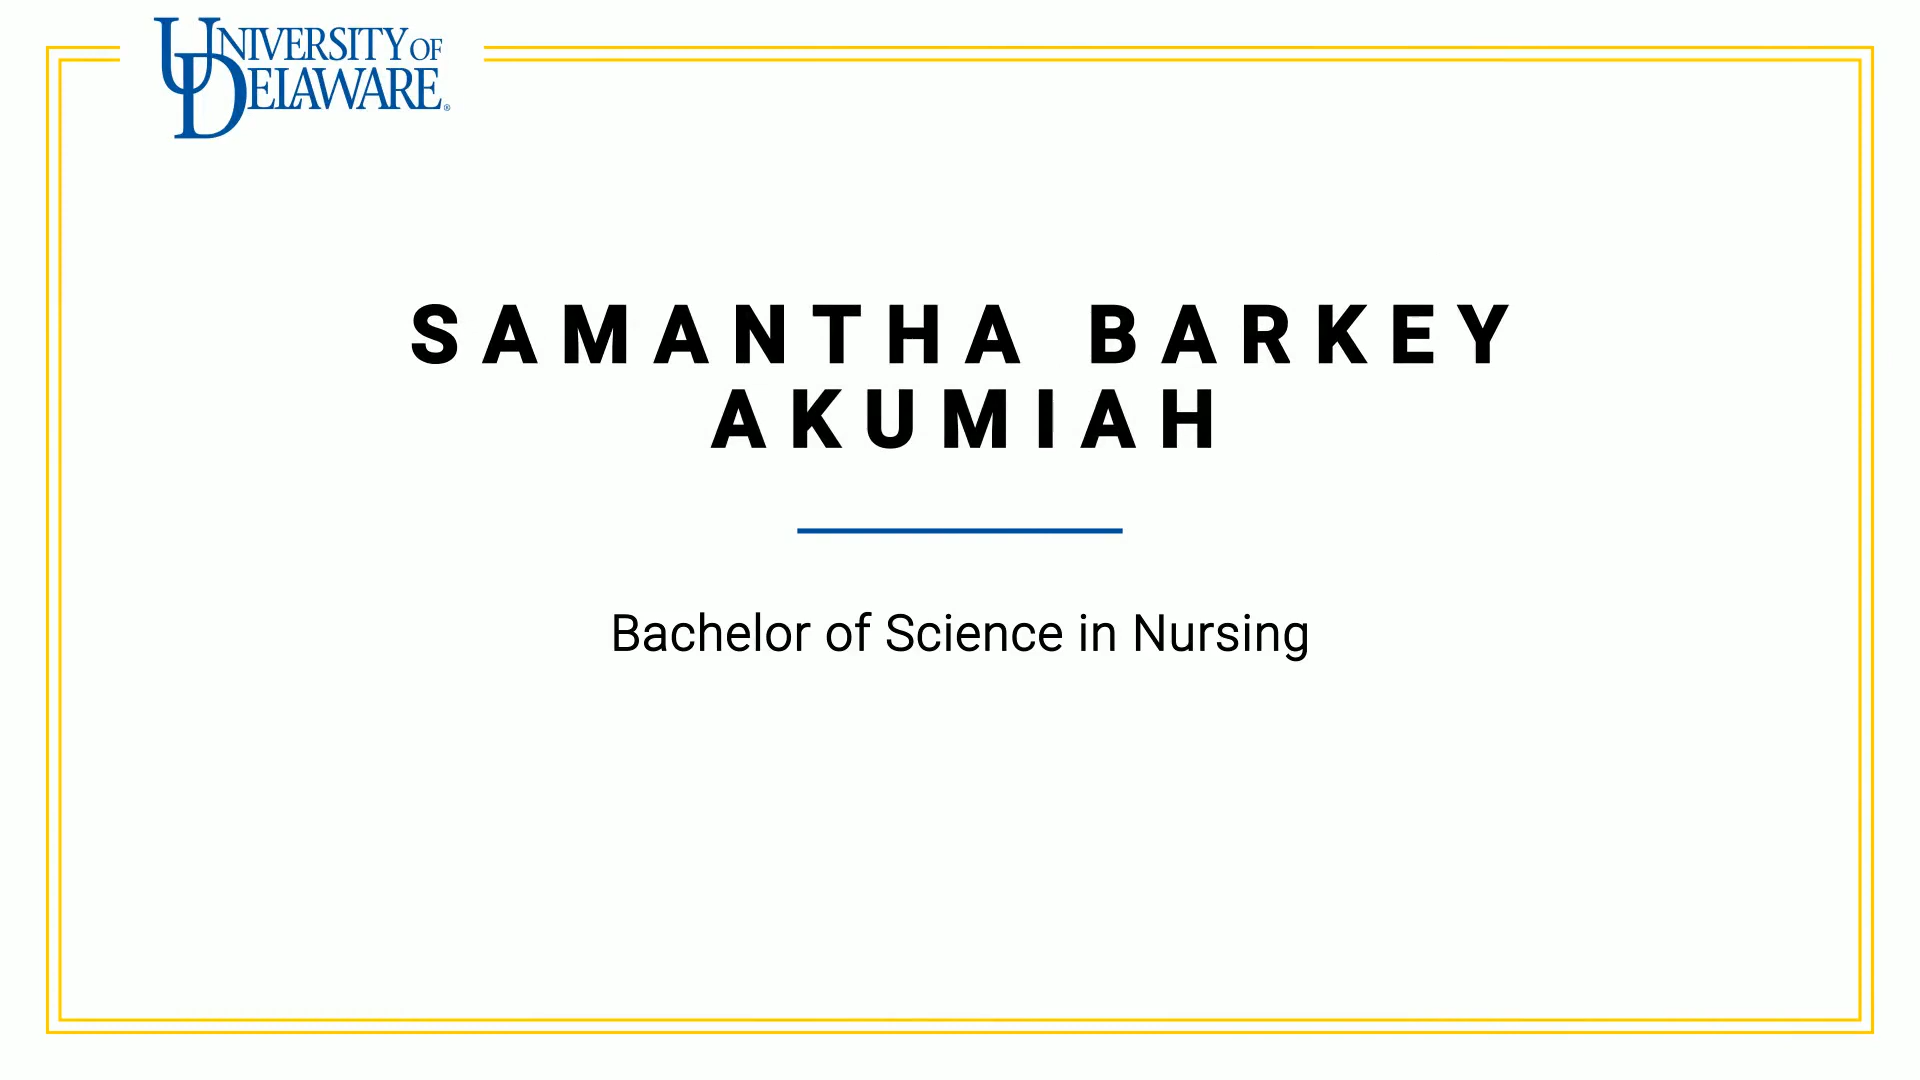 UNIVERSITY OF
DELAWARE®
SAMANTHA BARKEY
AKUMIAH
Bachelor of Science in Nursing